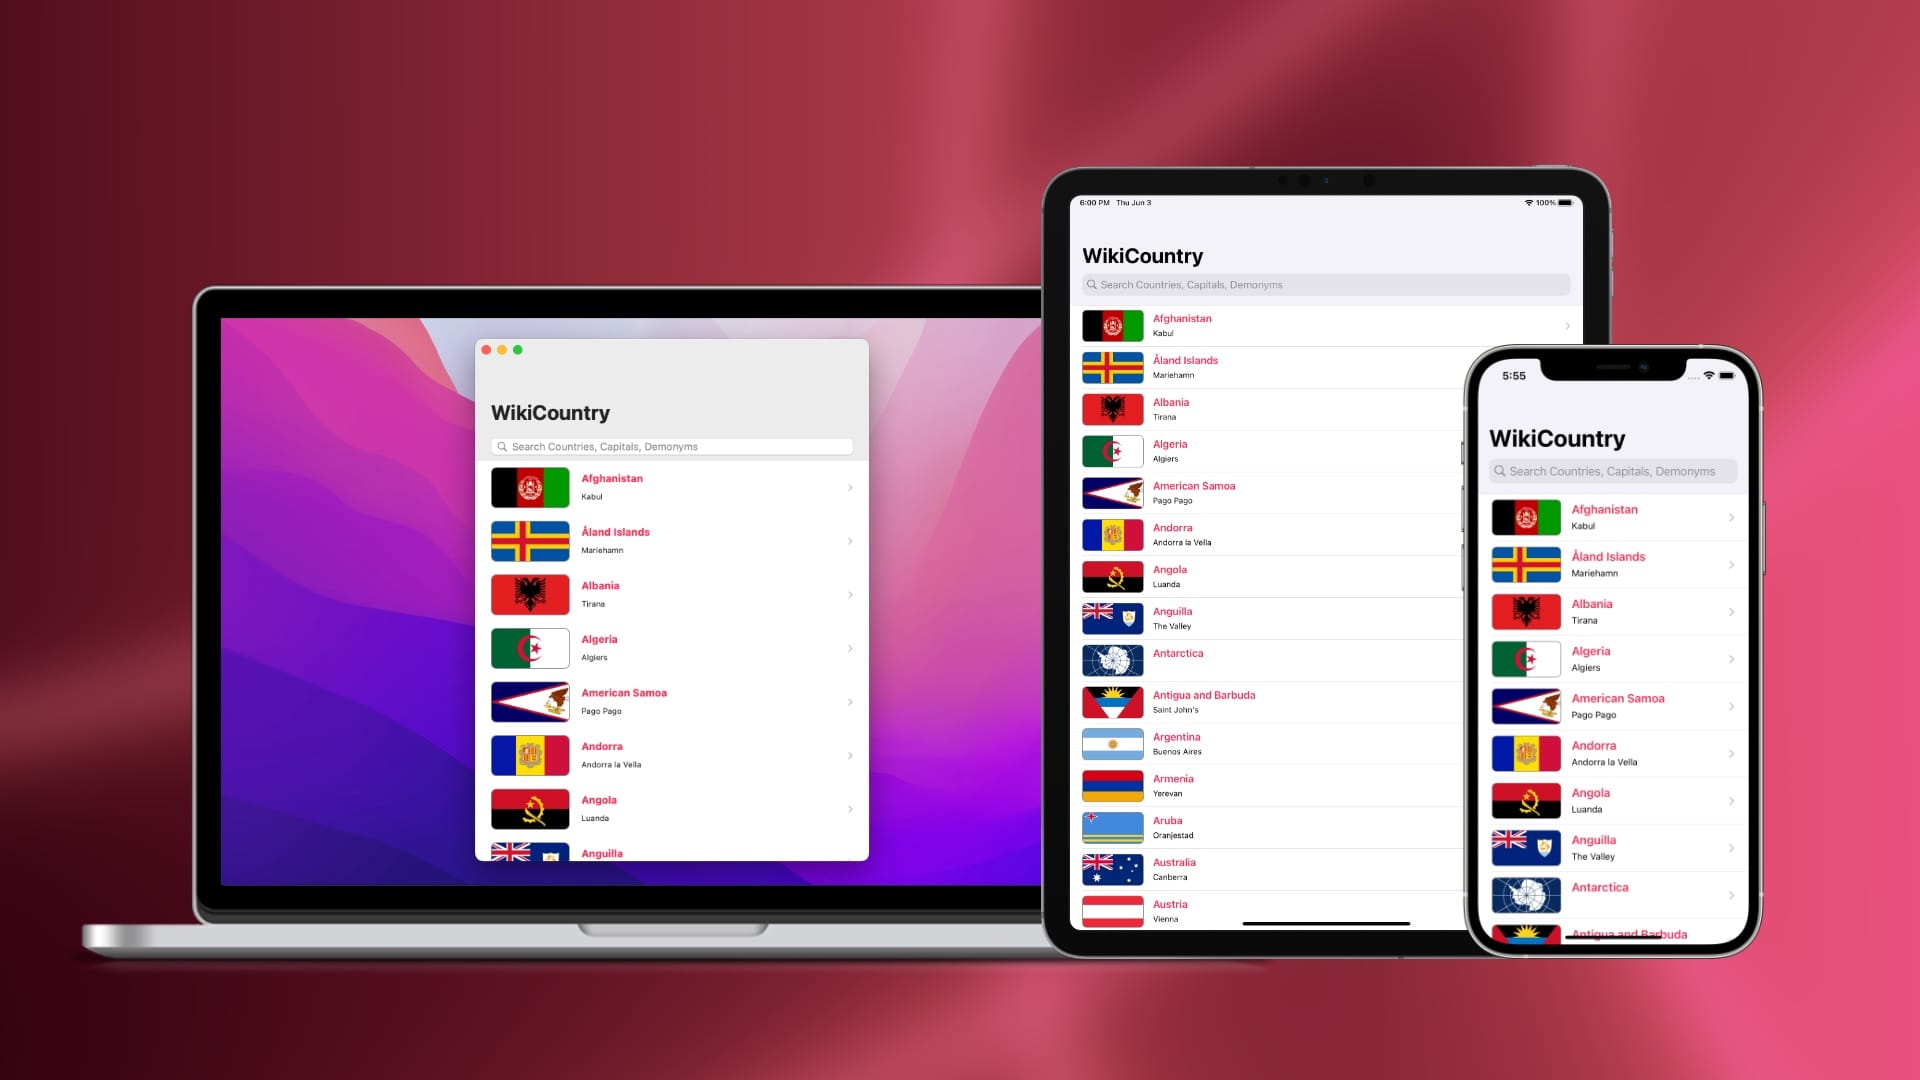 WikiCountry
Search Countries, Capitals, Demonyms
Afghanistan
Kabul
Åland Islands
Mariehamn
Albania
Tirana
Algeria
Algiers
American Samoa
Pago Pago
Andorra
Andorra la Vella
Angola
Luanda
Anguilla
6:00 PM Thu Jun 3
100%
WikiCountry
Search Countries, Capitals, Demonyms
Afghanistan
Kabul
Åland Islands
Mariehamn
Albania
Tirana
Algeria
Algiers
American Samoa
Pago Pago
Andorra
Andorra la Vella
Angola
Luanda
Anguilla
The Valley
Antarctica
Antigua and Barbuda
Saint John's
Argentina
Buenos Aires
Armenia
Yerevan
Aruba
Oranjestad
Australia
Canberra
Austria
Vienna
5:55
WikiCountry
Search Countries, Capitals, Demonyms
Afghanistan
Kabul
Åland Islands
Mariehamn
Albania
Tirana
Algeria
Algiers
American Samoa
Pago Pago
Andorra
Andorra la Vella
Angola
Luanda
Anguilla
The Valley
Antarctica
Antigua and Barbuda